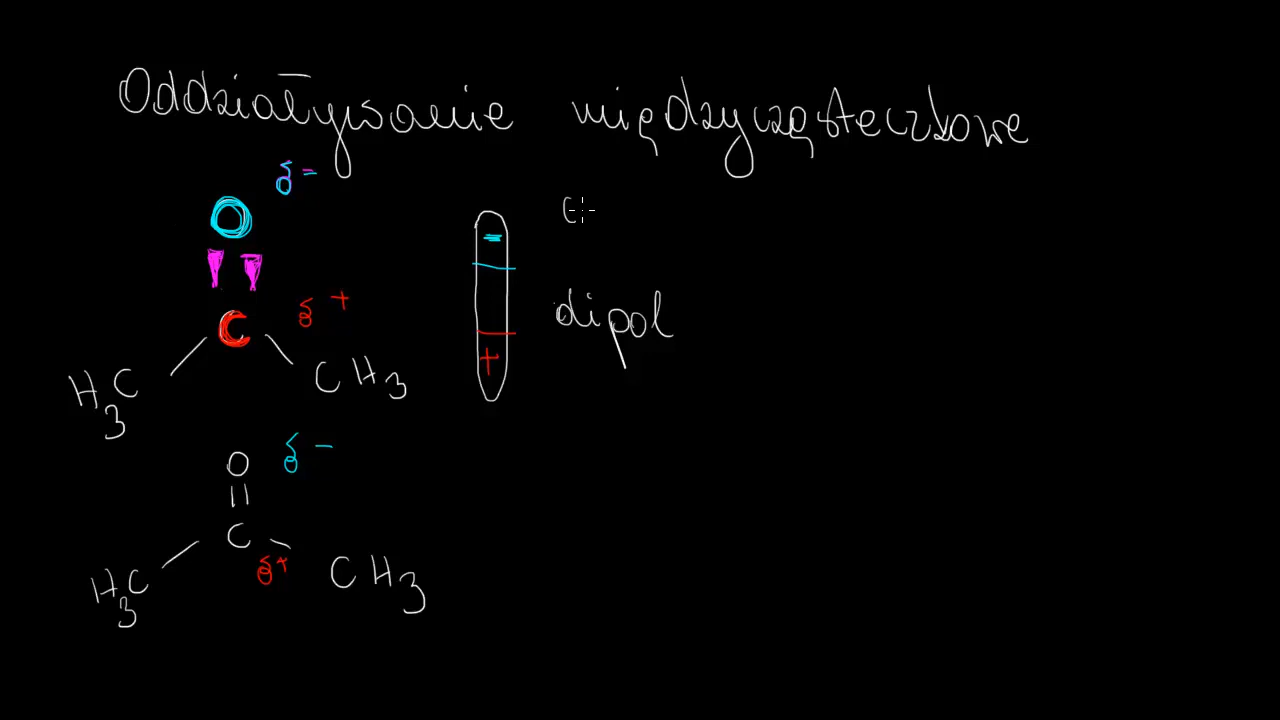 Oddziaływanie międzycząsteczkowe
δ-
O
C δ+
H3C CH3
=
+
dipol
O δ-
C δ+
H3C CH3